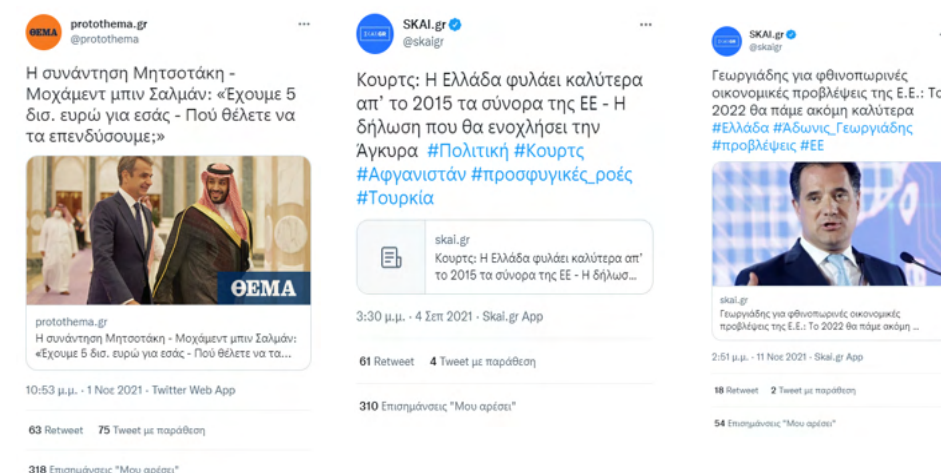 ΘΕΜΑ
protothema.gr
@protothema
Η συνάντηση Μητσοτάκη -
Μοχάμεντ μπιν Σαλμάν: «Έχουμε 5
δισ. ευρώ για εσάς - Πού θέλετε να
τα επενδύσουμε;»
ΘΕΜΑ
protothema.gr
Η συνάντηση Μητσοτάκη - Μοχάμεντ μπιν Σαλμάν:
«Έχουμε 5 δισ. ευρώ για εσάς - Πού θέλετε να τα...
10:53 μ.μ. · 1 Νοε 2021 · Twitter Web App
63 Retweet 75 Tweet με παράθεση
318 Επισημάνσεις "Μου αρέσει"
SKAI.gr
@skaigr
Κουρτς: Η Ελλάδα φυλάει καλύτερα
απ’ το 2015 τα σύνορα της ΕΕ - Η
δήλωση που θα ενοχλήσει την
Άγκυρα #Πολιτική #Κουρτς
#Αφγανιστάν #προσφυγικές_ροές
#Τουρκία
skai.gr
Κουρτς: Η Ελλάδα φυλάει καλύτερα απ’
το 2015 τα σύνορα της ΕΕ - Η δήλωσ...
3:30 μ.μ. · 4 Σεπ 2021 · Skai.gr App
61 Retweet 4 Tweet με παράθεση
310 Επισημάνσεις "Μου αρέσει"
SKAI.gr
@skaigr
Γεωργιάδης για φθινοπωρινές
οικονομικές προβλέψεις της Ε.Ε.: Το
2022 θα πάμε ακόμη καλύτερα
#Ελλάδα #Άδωνις_Γεωργιάδης
#προβλέψεις #ΕΕ
skai.gr
Γεωργιάδης για φθινοπωρινές οικονομικές
προβλέψεις της Ε.Ε.: Το 2022 θα πάμε ακόμη ...
2:51 μ.μ. · 11 Νοε 2021 · Skai.gr App
18 Retweet 2 Tweet με παράθεση
54 Επισημάνσεις "Μου αρέσει"